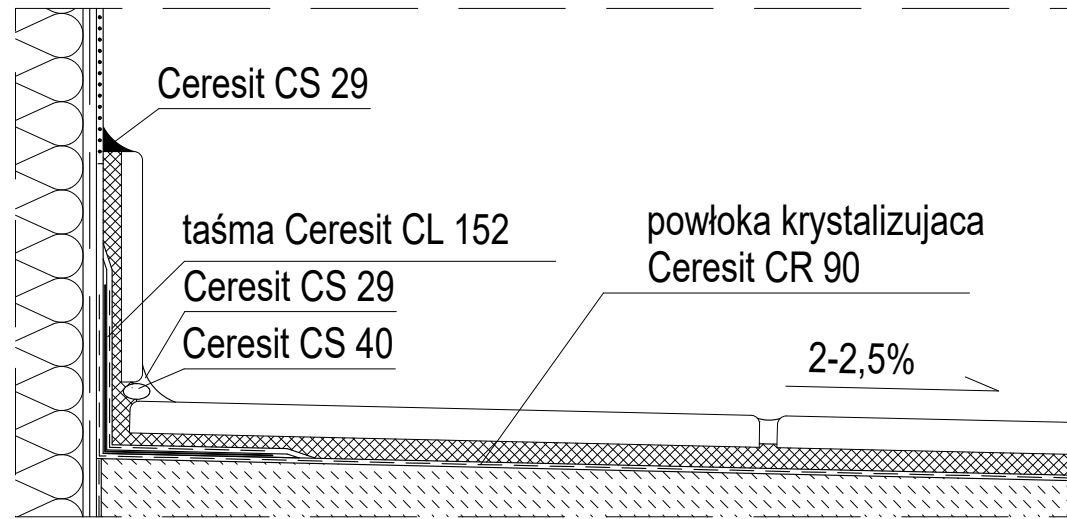 Ceresit CS 29
taśma Ceresit CL 152
Ceresit CS 29
Ceresit CS 40
powłoka krystalizujaca
Ceresit CR 90
2-2,5%